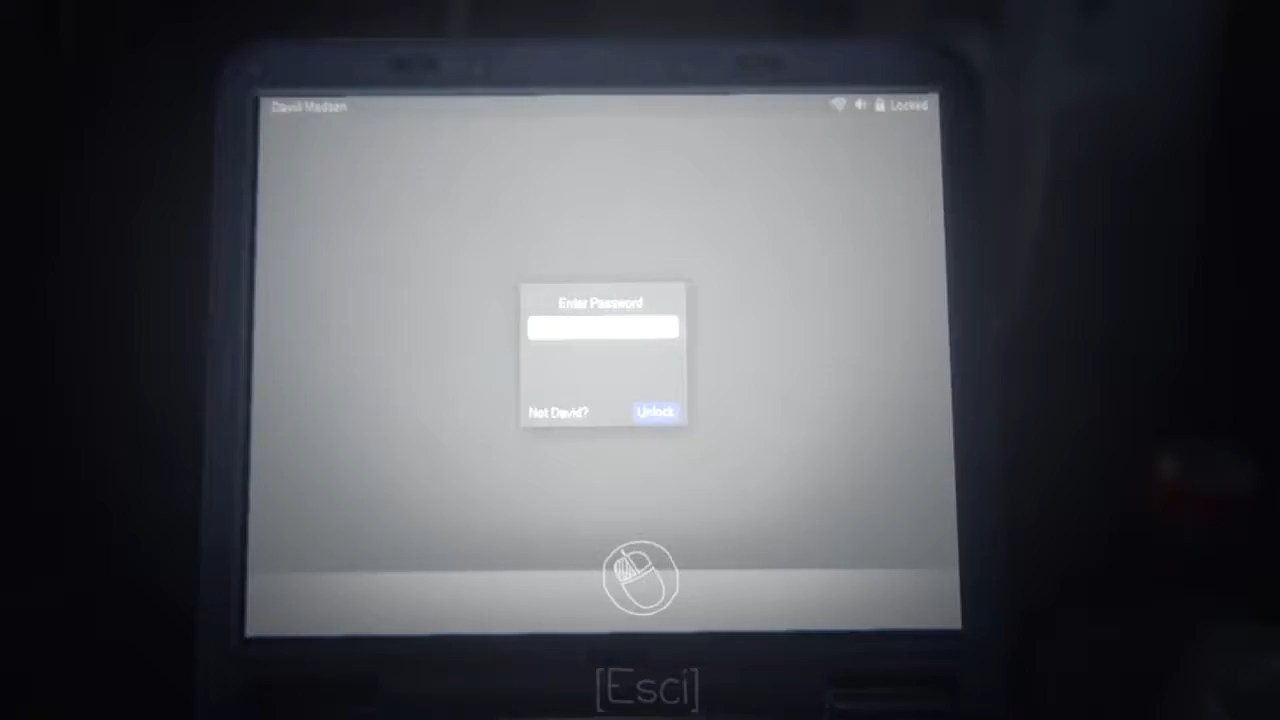 David Madsen
Locked
Enter Password
Not David?
Unlock
[Esci]